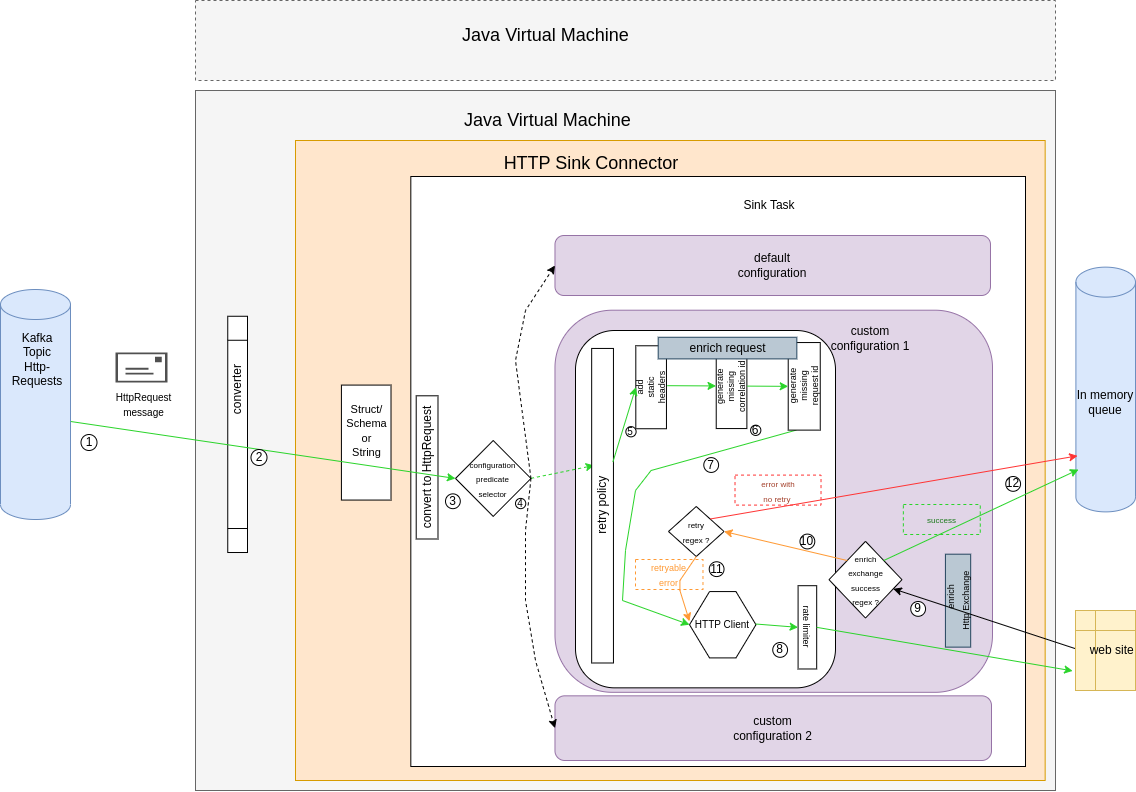 Java Virtual Machine
Java Virtual Machine
HTTP Sink Connector
Sink Task
default
configuration
custom
configuration 1
enrich request
add
static
headers
generate
missing
correlation id
generate
missing
request id
5
6
7
Kafka
Topic
Http-
Requests
HttpRequest
message
1
converter
2
Struct/
Schema
or
String
convert to HttpRequest
3
configuration
predicate
selector
4
retry policy
error with
no retry
retry
regex ?
10
11
retryable
error
HTTP Client
8
rate limiter
enrich
exchange
success
regex ?
success
12
9
enrich
Http Exchange
In memory
queue
web site
custom
configuration 2